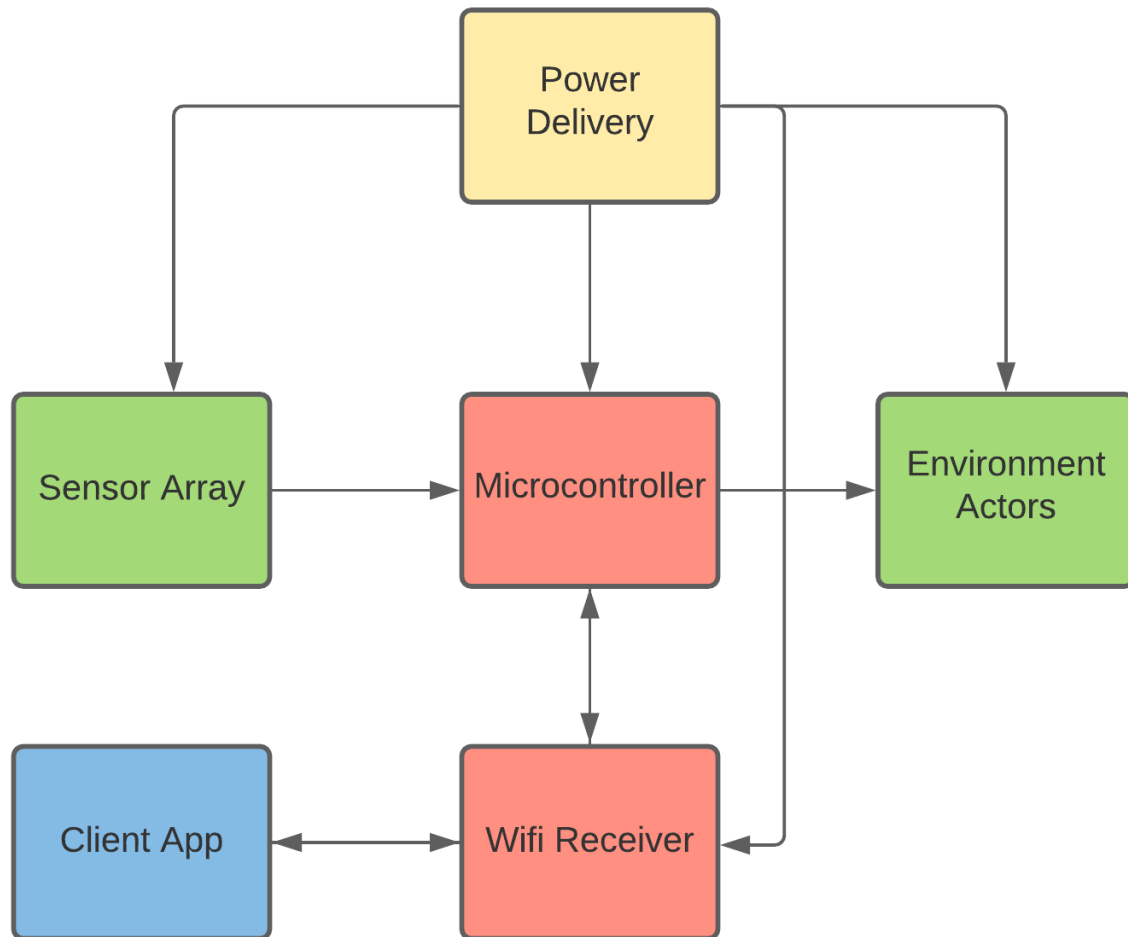 Power
Delivery
Sensor Array
Microcontroller
Environment
Actors
Client App
Wifi Receiver